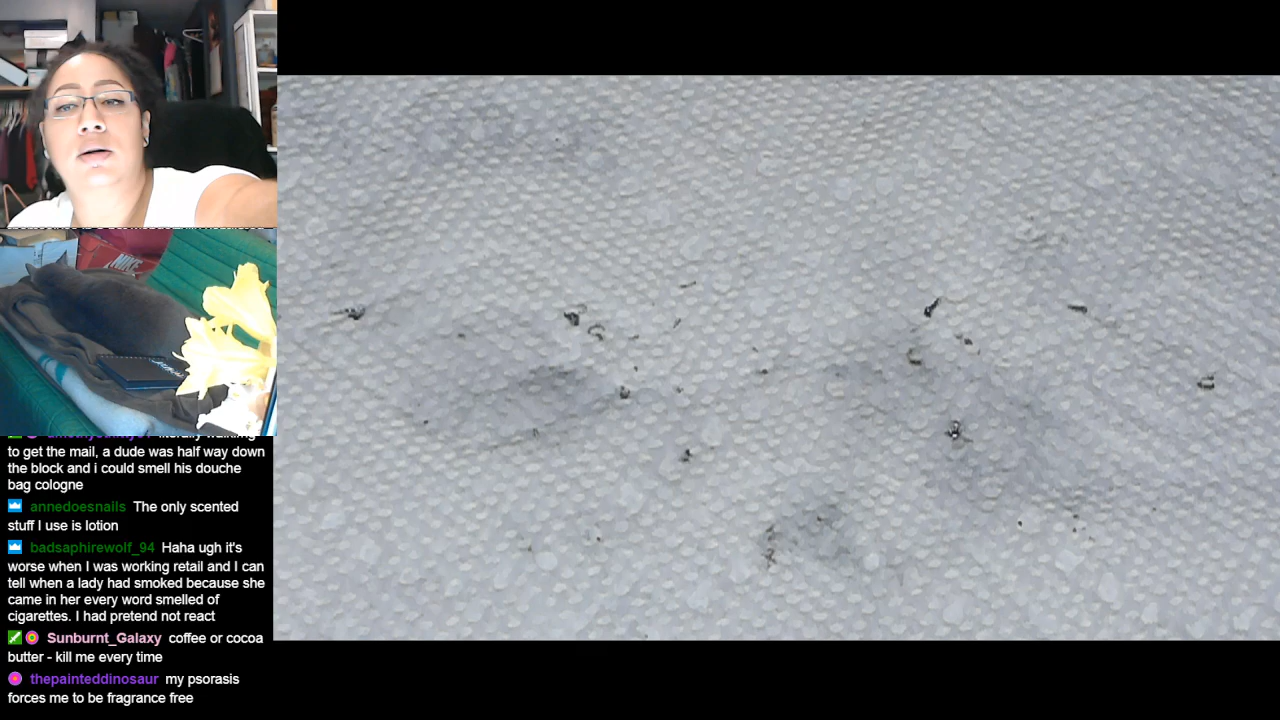 NIKE
to get the mail, a dude was half way down
the block and i could smell his douche
bag cologne
annedoesnails The only scented
stuff I use is lotion
badsaphirewolf_94 Haha ugh it's
worse when I was working retail and I can
tell when a lady had smoked because she
came in her every word smelled of
cigarettes. I had pretend not react
Sunburnt_Galaxy coffee or cocoa
butter - kill me every time
thepainteddinosaur my psorasis
forces me to be fragrance free